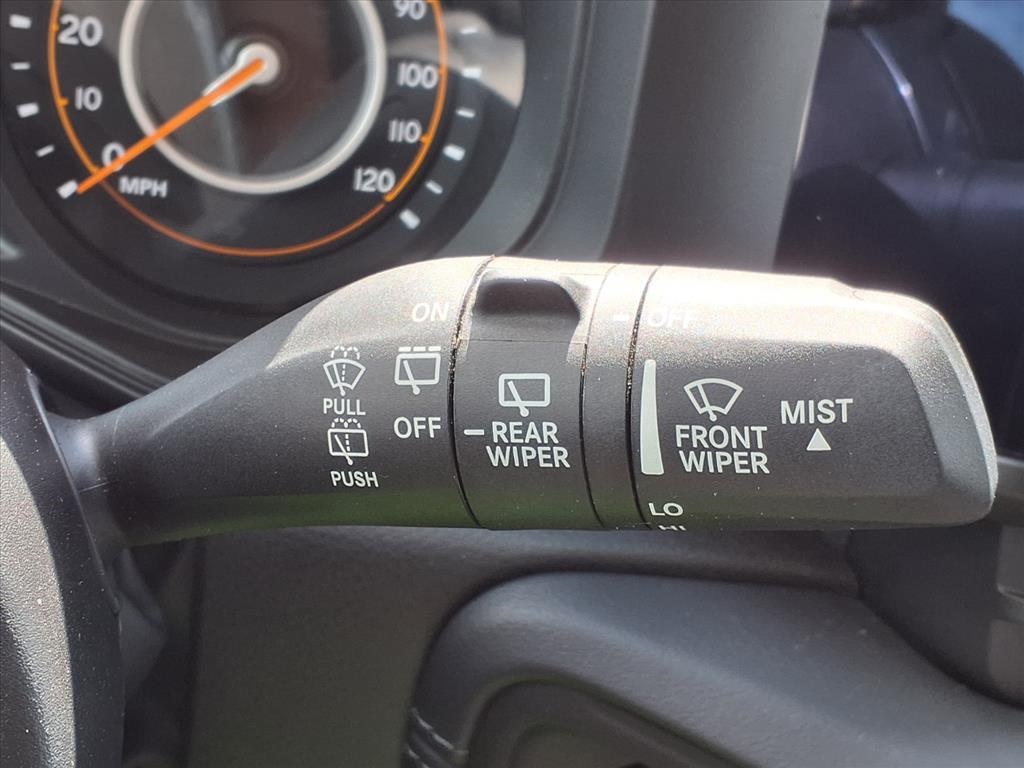 90
20
100
10
110
0
120
MPH
ON
OFF
PULL
MIST
OFF
REAR
WIPER
FRONT
WIPER
PUSH
LO
HI